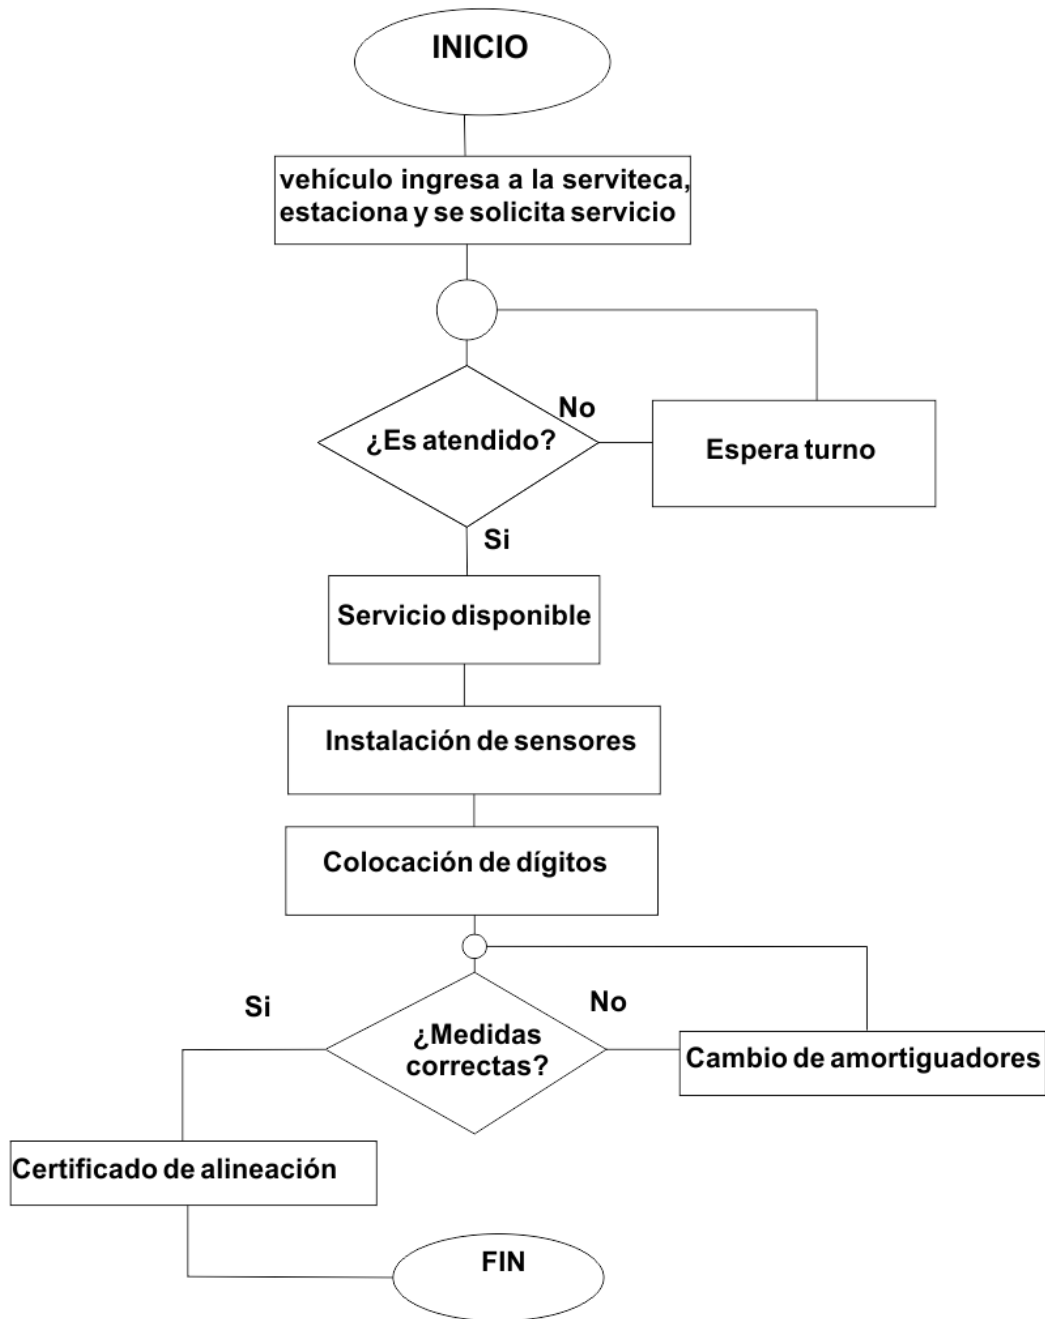 INICIO
vehículo ingresa a la serviteca,
estaciona y se solicita servicio
No
¿Es atendido?
Espera turno
Si
Servicio disponible
Instalación de sensores
Colocación de dígitos
Si
No
¿Medidas
correctas?
Cambio de amortiguadores
Certificado de alineación
FIN